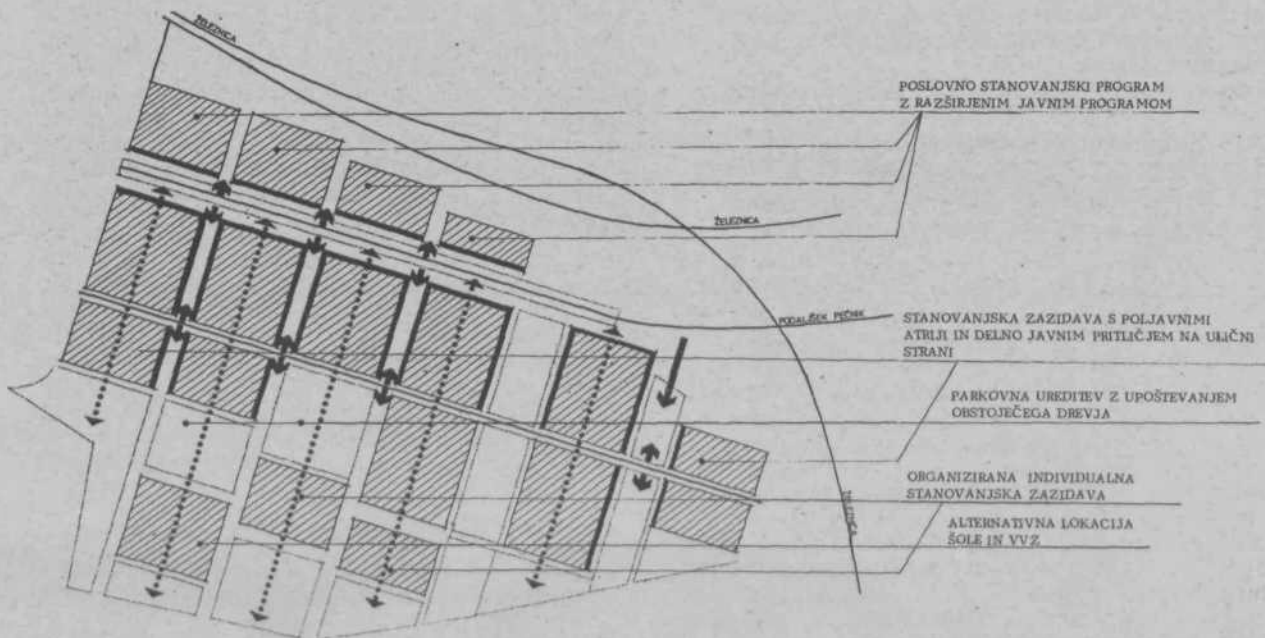 ŽELEZNICA
POSLOVNO STANOVANJSKI PROGRAM
Z RAZŠIRJENIM JAVNIM PROGRAMOM
ŽELEZNICA
PODALJŠEK PEČNIK
STANOVANJSKA ZAZIDAVA S POLJAVNIMI
ATRIJI IN DELNO JAVNIM PRITLIČJEM NA ULIČNI
STRANI
PARKOVNA UREDITEV Z UPOŠTEVANJEM
OBSTOJEČEGA DREVJA
ORGANIZIRANA INDIVIDUALNA
STANOVANJSKA ZAZIDAVA
ŽELEZNICA
ALTERNATIVNA LOKACIJA
ŠOLE IN VVZ